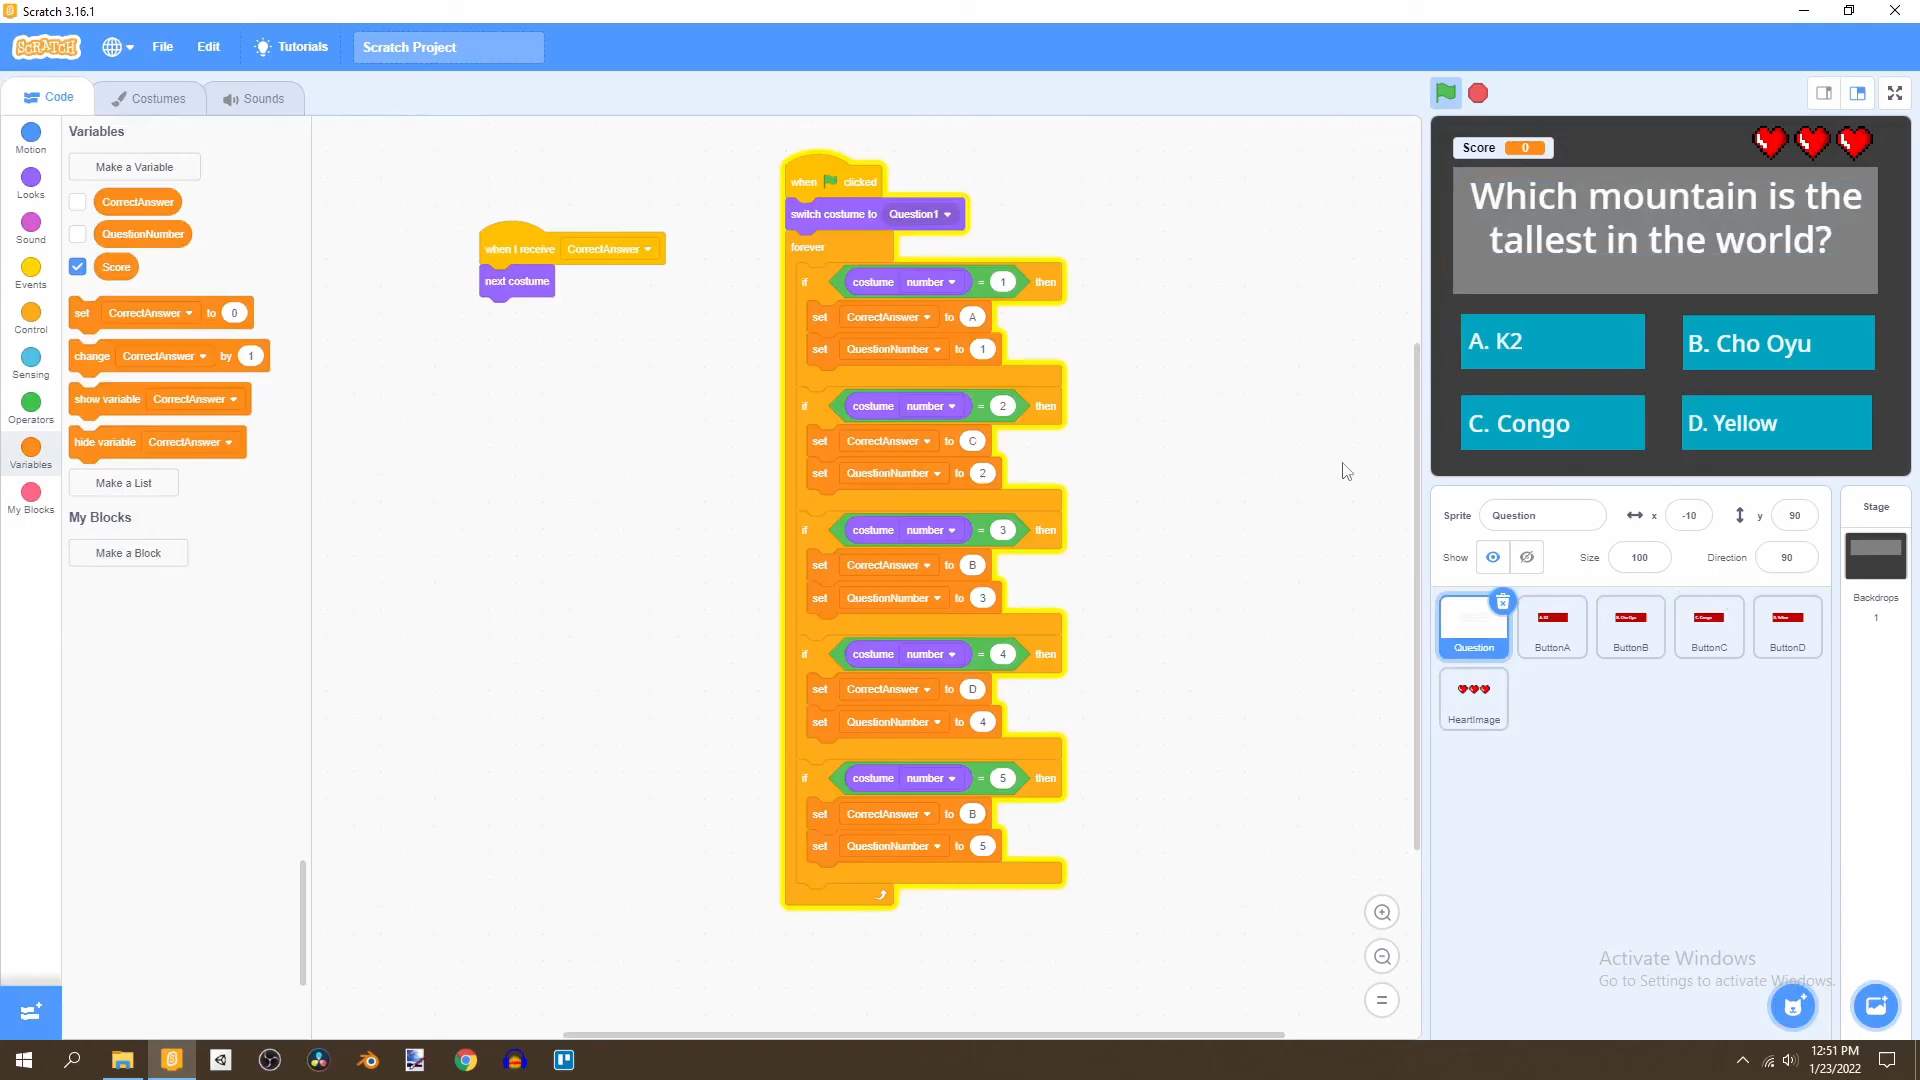 Scratch 3.16.1
SCRATCH
File
Edit
Tutorials
Scratch Project
Code
Costumes
Sounds
Motion
Looks
Sound
Events
Control
Sensing
Operators
Variables
My Blocks
Variables
Make a Variable
CorrectAnswer
QuestionNumber
Score
set CorrectAnswer to 0
change CorrectAnswer by 1
show variable CorrectAnswer
hide variable CorrectAnswer
Make a List
My Blocks
Make a Block
when I receive CorrectAnswer
next costume
when clicked
switch costume to Question1
forever
if costume number = 1 then
set CorrectAnswer to A
set QuestionNumber to 1
if costume number = 2 then
set CorrectAnswer to C
set QuestionNumber to 2
if costume number = 3 then
set CorrectAnswer to B
set QuestionNumber to 3
if costume number = 4 then
set CorrectAnswer to D
set QuestionNumber to 4
if costume number = 5 then
set CorrectAnswer to B
set QuestionNumber to 5
Score 0
Which mountain is the
tallest in the world?
A. K2
B. Cho Oyu
C. Congo
D. Yellow
Sprite Question x -10 y 90
Show Size 100 Direction 90
Question
ButtonA
ButtonB
ButtonC
ButtonD
HeartImage
Stage
Backdrops
1
Activate Windows
Go to Settings to activate Windows.
12:51 PM
1/23/2022